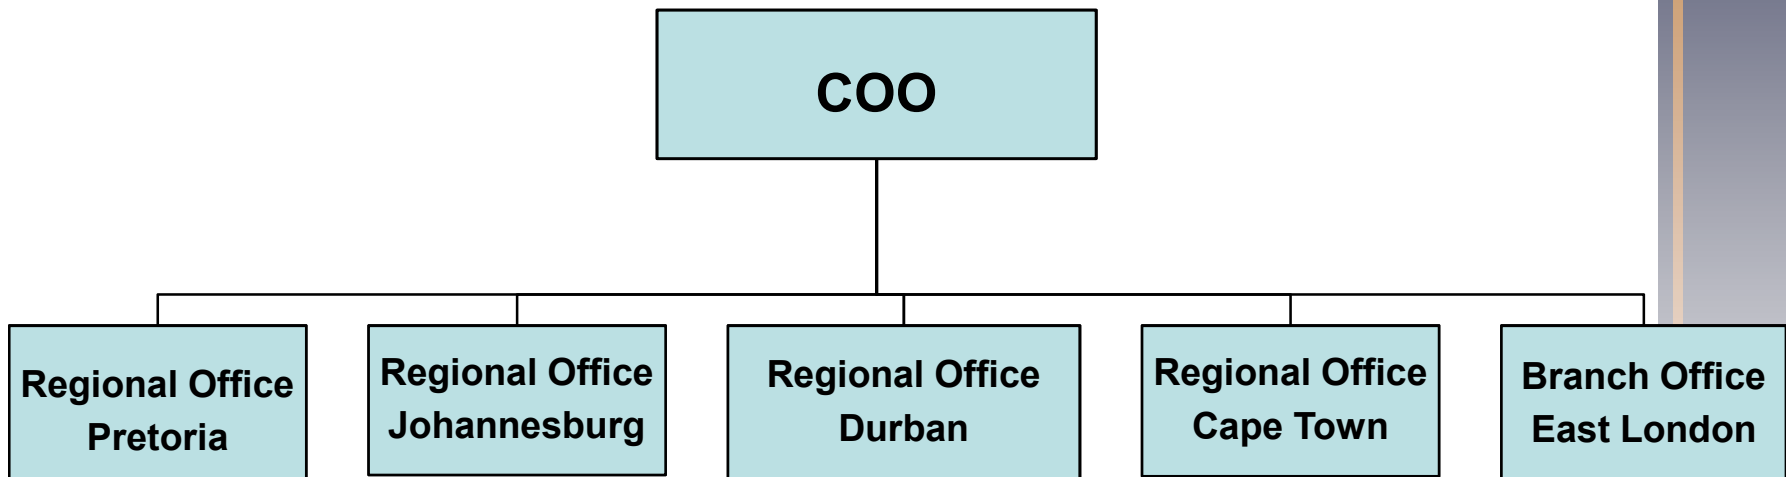 COO
Regional Office
Pretoria
Regional Office
Johannesburg
Regional Office
Durban
Regional Office
Cape Town
Branch Office
East London